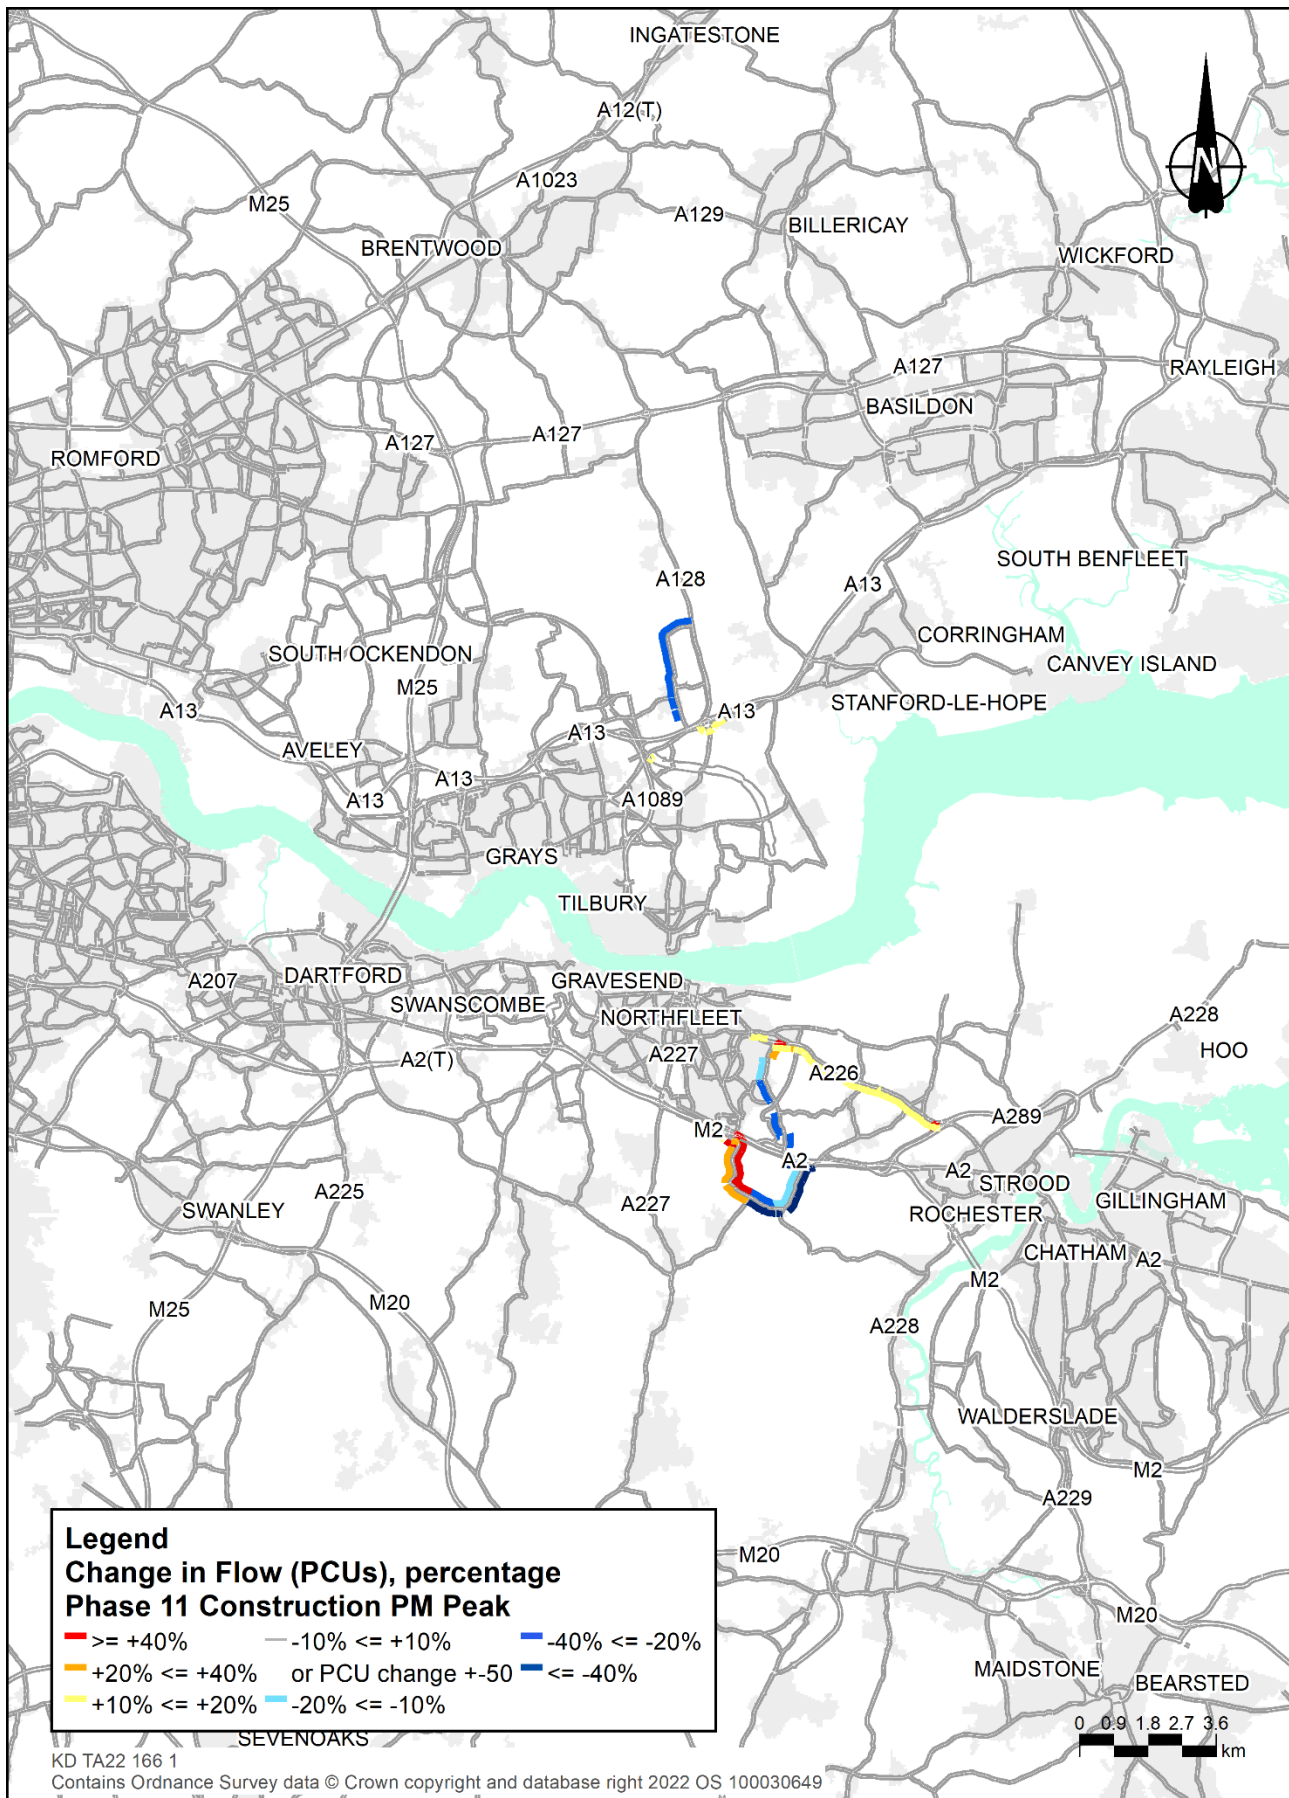 INGATESTONE
A12(T)
A1023
M25
A129
BILLERICAY
BRENTWOOD
WICKFORD
N
A127
RAYLEIGH
BASILDON
A127
A127
ROMFORD
SOUTH BENFLEET
A128
A13
CORRINGHAM
SOUTH OCKENDON
CANVEY ISLAND
M25
STANFORD-LE-HOPE
A13
A13
A13
AVELEY
A13
A13
A1089
GRAYS
TILBURY
A207
DARTFORD
GRAVESEND
SWANSCOMBE
NORTHFLEET
A228
HOO
A2(T)
A227
A226
A289
M2
A2
A2
STROOD
A225
A227
GILLINGHAM
SWANLEY
ROCHESTER
CHATHAM
A2
M2
M25
M20
A228
WALDERSLADE
M2
A229
M20
M20
MAIDSTONE
BEARSTED
Legend
Change in Flow (PCUs), percentage
Phase 11 Construction PM Peak
>= +40% -10% <= +10% -40% <= -20%
+20% <= +40% or PCU change +-50 <= -40%
+10% <= +20% -20% <= -10%
SEVENOAKS
0 0.9 1.8 2.7 3.6
km
KD TA22 166 1
Contains Ordnance Survey data © Crown copyright and database right 2022 OS 100030649